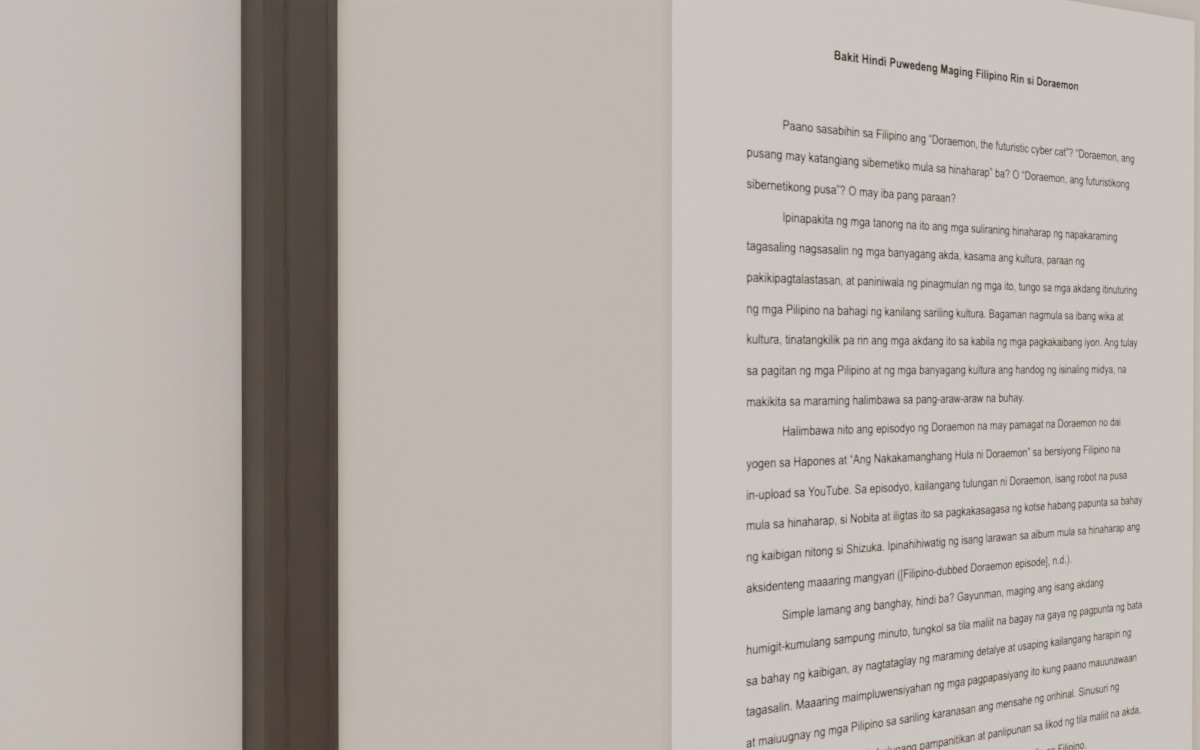 Bakit Hindi Puwedeng Maging Filipino Rin si Doraemon
Paano sasabihin sa Filipino ang “Doraemon, the futuristic cyber cat”? “Doraemon, ang
pusang may katangiang sibernetiko mula sa hinaharap” ba? O “Doraemon, ang futuristikong
sibernetikong pusa”? O may iba pang paraan?
Ipinapakita ng mga tanong na ito ang mga suliraning hinaharap ng napakaraming
tagasaling nagsasalin ng mga banyagang akda, kasama ang kultura, paraan ng
pakikipagtalastasan, at paniniwala ng pinagmulan ng mga ito, tungo sa mga akdang itinuturing
ng mga Pilipino na bahagi ng kanilang sariling kultura. Bagaman nagmula sa ibang wika at
kultura, tinatangkilik pa rin ang mga akdang ito sa kabila ng mga pagkakaibang iyon. Ang tulay
sa pagitan ng mga Pilipino at ng mga banyagang kultura ang handog ng isinaling midya, na
makikita sa maraming halimbawa sa pang-araw-araw na buhay.
Halimbawa nito ang episodyo ng Doraemon na may pamagat na Doraemon no dai
yogen sa Hapones at “Ang Nakakamanghang Hula ni Doraemon” sa bersiyong Filipino na
in-upload sa YouTube. Sa episodyo, kailangang tulungan ni Doraemon, isang robot na pusa
mula sa hinaharap, si Nobita at iligtas ito sa pagkakasagasa ng kotse habang papunta sa bahay
ng kaibigan nitong si Shizuka. Ipinahihiwatig ng isang larawan sa album mula sa hinaharap ang
aksidenteng maaaring mangyari ([Filipino-dubbed Doraemon episode], n.d.).
Simple lamang ang banghay, hindi ba? Gayunman, maging ang isang akdang
humigit-kumulang sampung minuto, tungkol sa tila maliit na bagay na gaya ng pagpunta ng bata
sa bahay ng kaibigan, ay nagtataglay ng maraming detalye at usaping kailangang harapin ng
tagasalin. Maaaring maimpluwensiyahan ng mga pagpapasiyang ito kung paano mauunawaan
at maiuugnay ng mga Pilipino sa sariling karanasan ang mensahe ng orihinal. Sinusuri ng
pampanitikan at panlipunan sa likod ng tila maliit na akda,
Filipino.